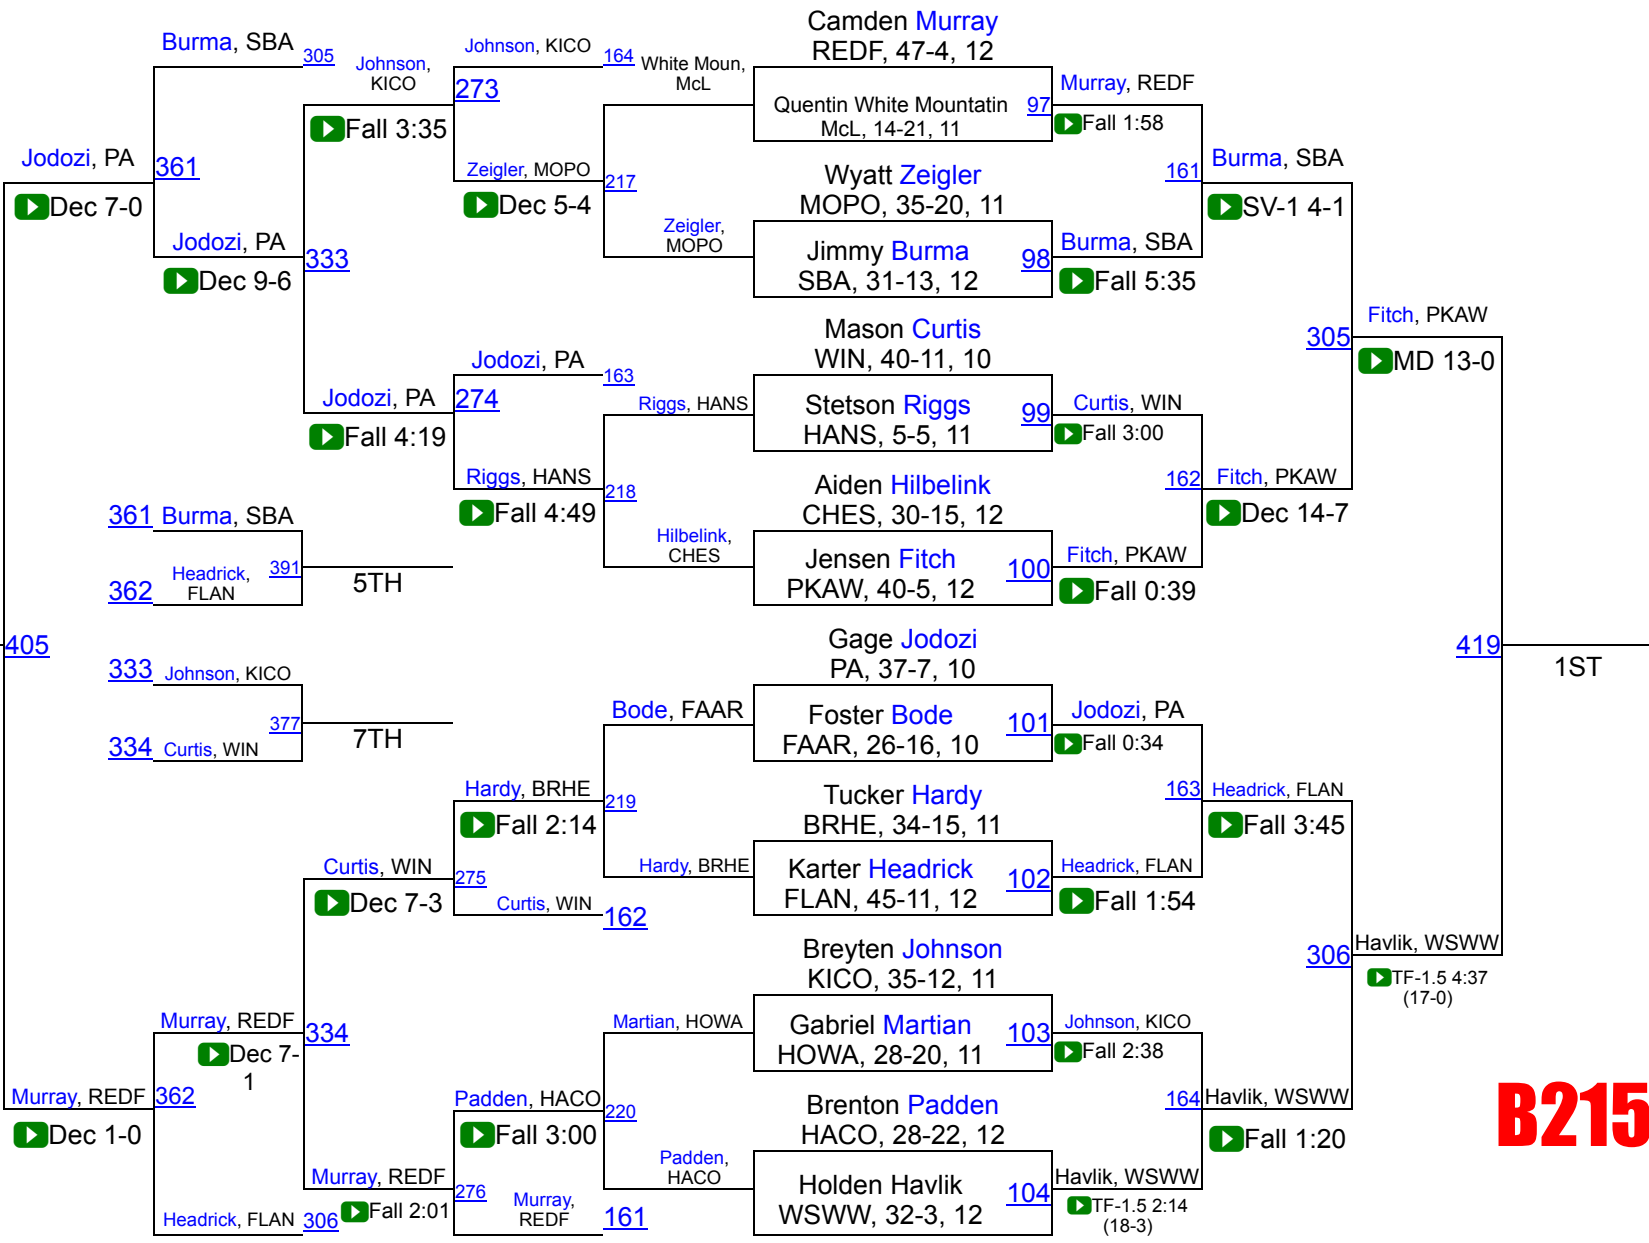 Burma, SBA
305
Johnson,
KICO
Fall 3:35
Johnson, KICO
164
273
Zeigler, MOPO
Dec 5-4
217
White Moun,
McL
Zeigler,
MOPO
Camden Murray
REDF, 47-4, 12
Quentin White Mountatin
McL, 14-21, 11
97
Murray, REDF
Fall 1:58
Wyatt Zeigler
MOPO, 35-20, 11
Jimmy Burma
SBA, 31-13, 12
98
Burma, SBA
Fall 5:35
161
Burma, SBA
SV-1 4-1
Jodozi, PA
361
Dec 7-0
Jodozi, PA
Dec 9-6
333
Jodozi, PA
Fall 4:19
Jodozi, PA
163
274
Riggs, HANS
Fall 4:49
218
Riggs, HANS
Hilbelink,
CHES
Mason Curtis
WIN, 40-11, 10
Stetson Riggs
HANS, 5-5, 11
99
Curtis, WIN
Fall 3:00
Aiden Hilbelink
CHES, 30-15, 12
Jensen Fitch
PKAW, 40-5, 12
100
Fitch, PKAW
Fall 0:39
162
Fitch, PKAW
Dec 14-7
305
Fitch, PKAW
MD 13-0
361
Burma, SBA
362
Headrick,
FLAN
391
5TH
405
333
Johnson, KICO
334
Curtis, WIN
377
7TH
419
1ST
Gage Jodozi
PA, 37-7, 10
Foster Bode
FAAR, 26-16, 10
101
Jodozi, PA
Fall 0:34
Bode, FAAR
Hardy, BRHE
Fall 2:14
219
Hardy, BRHE
Tucker Hardy
BRHE, 34-15, 11
Karter Headrick
FLAN, 45-11, 12
102
Headrick, FLAN
Fall 1:54
163
Headrick, FLAN
Fall 3:45
Curtis, WIN
Dec 7-3
275
Curtis, WIN
162
Breyten Johnson
KICO, 35-12, 11
Gabriel Martian
HOWA, 28-20, 11
103
Johnson, KICO
Fall 2:38
Martian, HOWA
306
Havlik, WSWW
TF-1.5 4:37
(17-0)
Murray, REDF
Dec 7-
1
334
Murray, REDF
362
Dec 1-0
Padden, HACO
Fall 3:00
220
Padden,
HACO
Brenton Padden
HACO, 28-22, 12
Holden Havlik
WSWW, 32-3, 12
104
Havlik, WSWW
TF-1.5 2:14
(18-3)
164
Havlik, WSWW
Fall 1:20
Murray, REDF
Fall 2:01
276
Murray,
REDF
161
Headrick, FLAN
306
B215